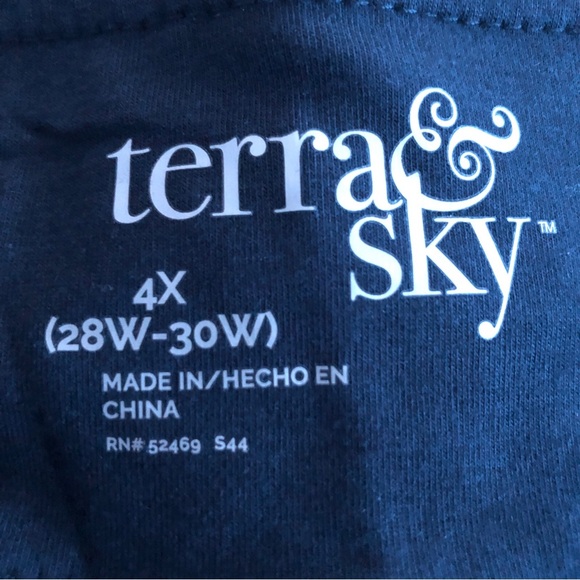 terra&
sky™
4X
(28W-30W)
MADE IN/HECHO EN
CHINA
RN# 52469 S44